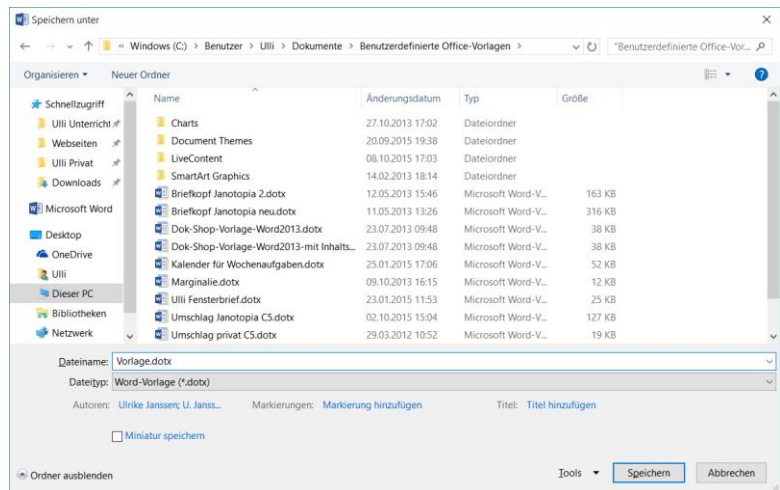 Speichern unter
« Windows (C:) > Benutzer > Ulli > Dokumente > Benutzerdefinierte Office-Vorlagen >
"Benutzerdefinierte Office-Vor...
Organisieren
Neuer Ordner
Schnellzugriff
Ulli Unterricht
Webseiten
Ulli Privat
Downloads
Microsoft Word
Desktop
OneDrive
Ulli
Dieser PC
Bibliotheken
Netzwerk
Name Änderungsdatum Typ Größe
Charts 27.10.2013 17:02 Dateiordner
Document Themes 20.09.2015 19:38 Dateiordner
LiveContent 08.10.2015 17:03 Dateiordner
SmartArt Graphics 14.02.2013 18:14 Dateiordner
Briefkopf Janotopia 2.dotx 12.05.2013 15:46 Microsoft Word-V... 163 KB
Briefkopf Janotopia neu.dotx 11.05.2013 13:26 Microsoft Word-V... 316 KB
Dok-Shop-Vorlage-Word2013.dotx 23.07.2013 09:48 Microsoft Word-V... 38 KB
Dok-Shop-Vorlage-Word2013-mit Inhalts... 23.07.2013 09:48 Microsoft Word-V... 38 KB
Kalender für Wochenaufgaben.dotx 25.01.2015 17:06 Microsoft Word-V... 52 KB
Marginalie.dotx 09.10.2013 16:15 Microsoft Word-V... 12 KB
Ulli Fensterbrief.dotx 23.01.2015 11:53 Microsoft Word-V... 25 KB
Umschlag Janotopia C5.dotx 02.10.2015 15:04 Microsoft Word-V... 127 KB
Umschlag privat C5.dotx 29.03.2012 10:52 Microsoft Word-V... 19 KB
Dateiname: Vorlage.dotx
Dateityp: Word-Vorlage (*.dotx)
Autoren: Ulrike Janssen; U. Janss... Markierungen: Markierung hinzufügen Titel: Titel hinzufügen
Miniatur speichern
Ordner ausblenden
Tools Speichern Abbrechen